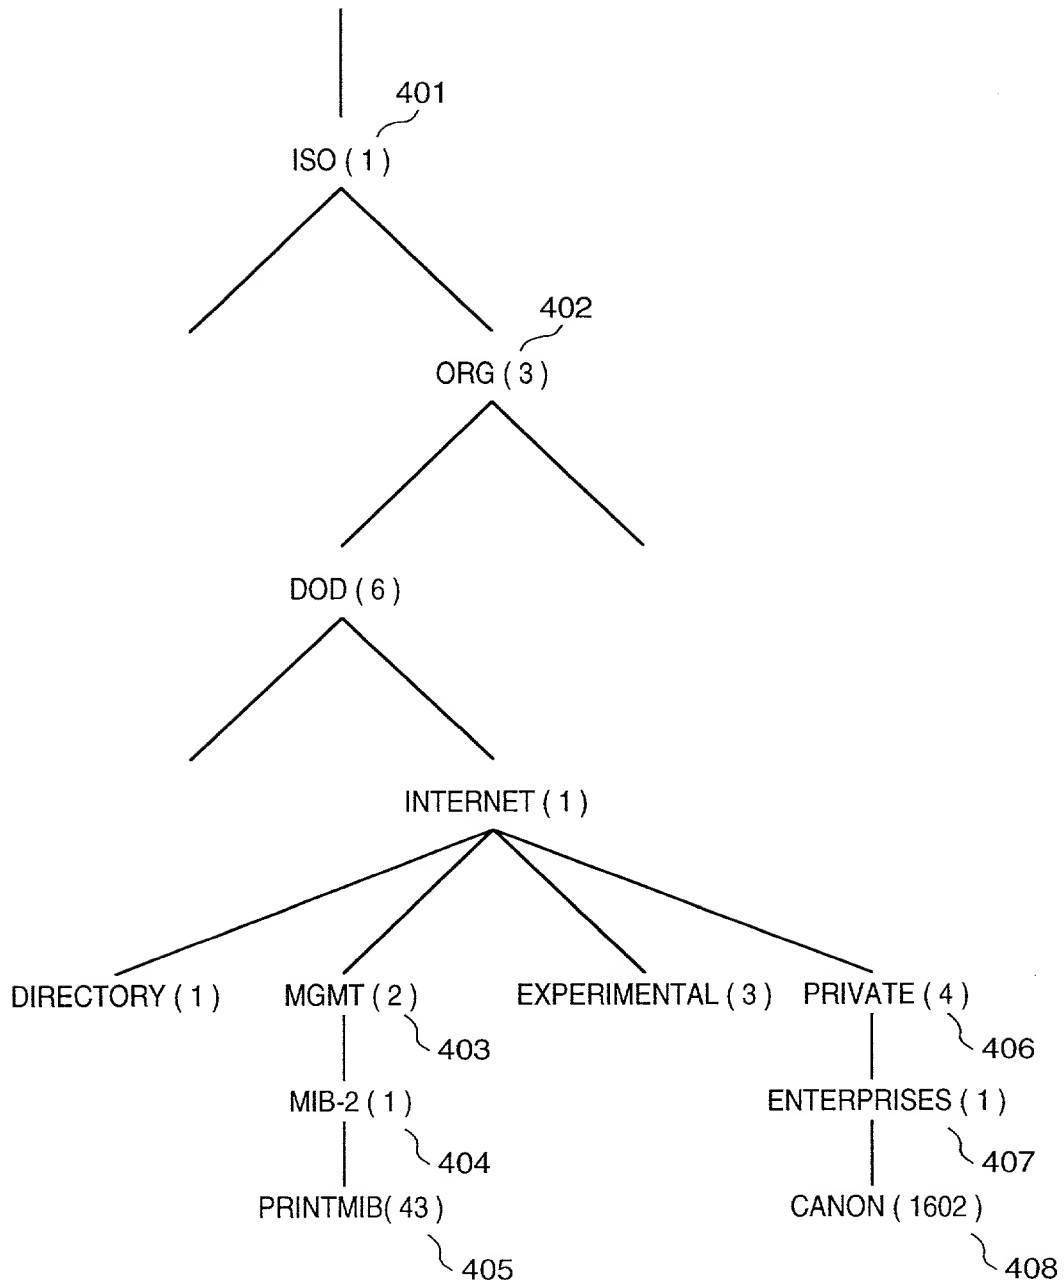 401
ISO ( 1 )
402
ORG ( 3 )
DOD ( 6 )
INTERNET ( 1 )
DIRECTORY ( 1 ) MGMT ( 2 ) EXPERIMENTAL ( 3 ) PRIVATE ( 4 )
403 406
MIB-2 ( 1 ) ENTERPRISES ( 1 )
404 407
PRINTMIB( 43 ) CANON ( 1602 )
405 408